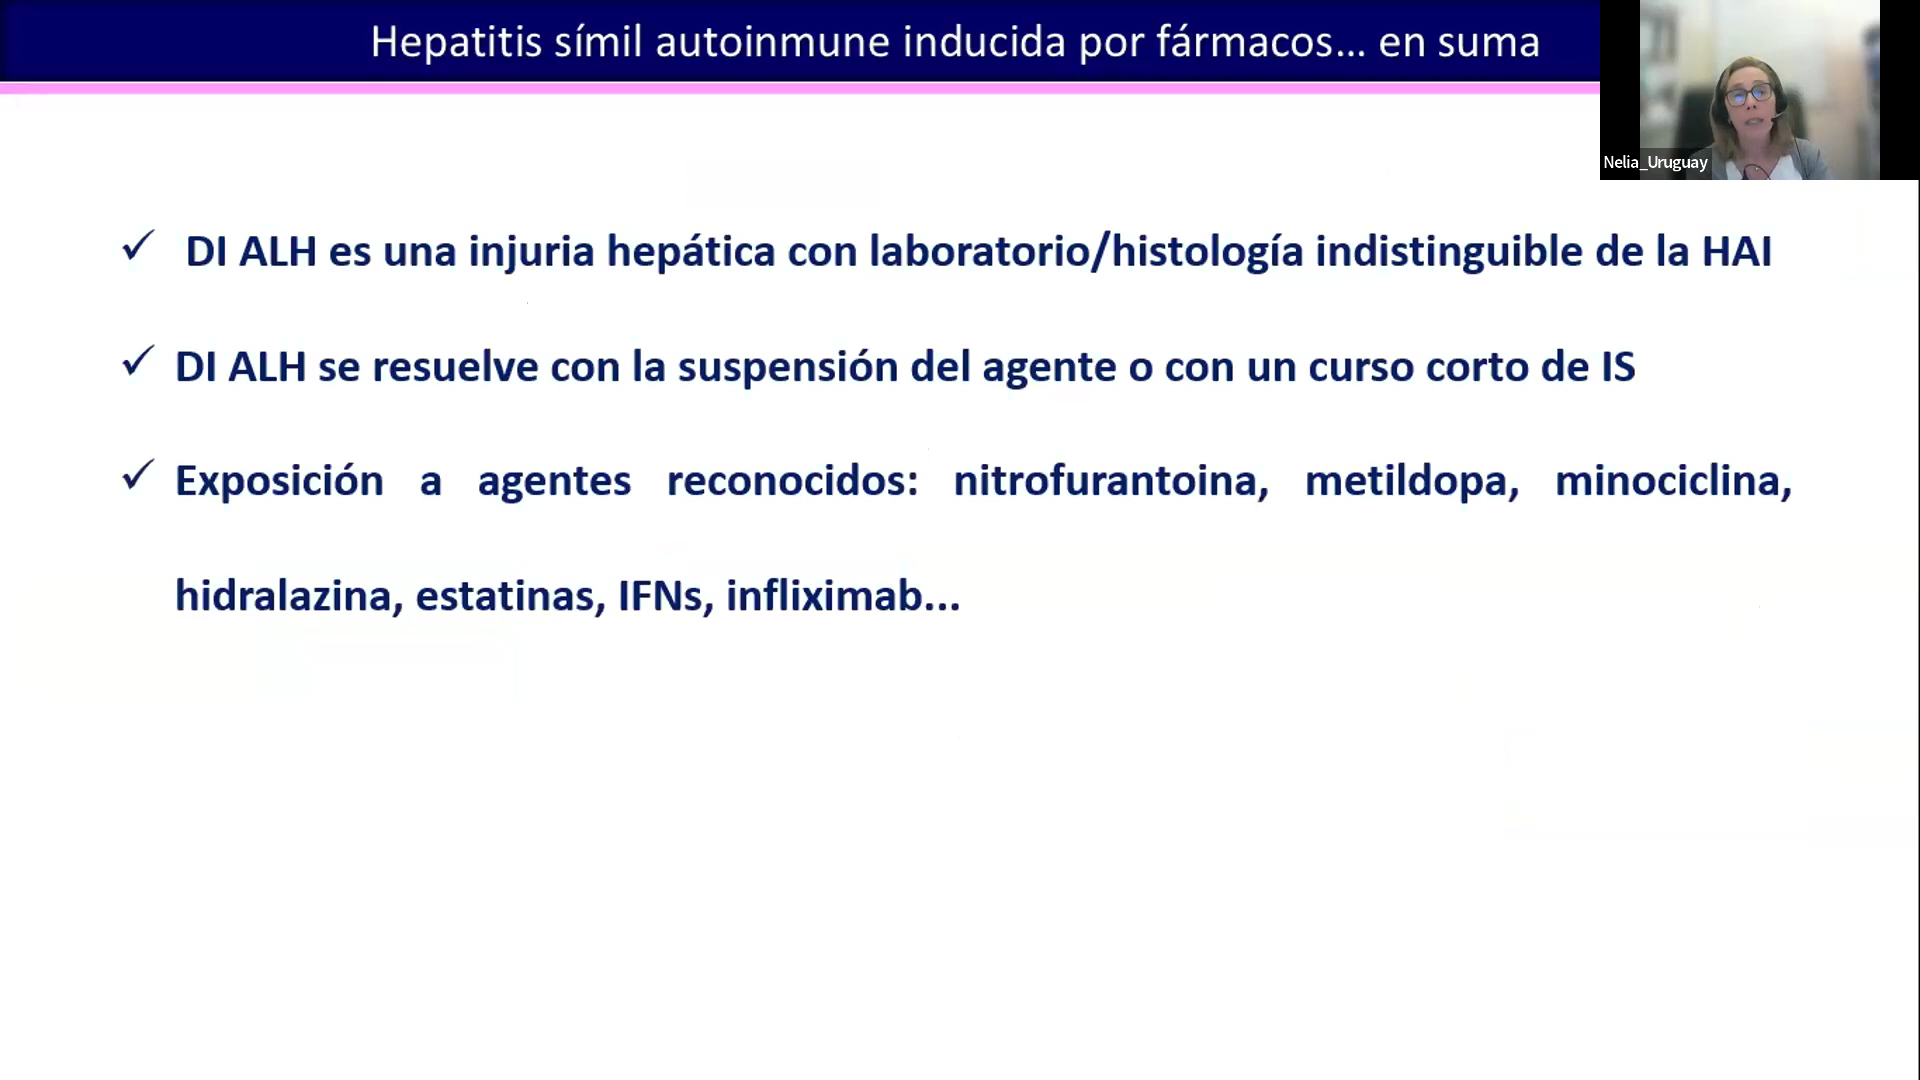 Hepatitis símil autoinmune inducida por fármacos... en suma
Nelia_Uruguay
✓ DI ALH es una injuria hepática con laboratorio/histología indistinguible de la HAI
✓ DI ALH se resuelve con la suspensión del agente o con un curso corto de IS
✓ Exposición a agentes reconocidos: nitrofurantoina, metildopa, minociclina,
hidralazina, estatinas, IFNs, infliximab...